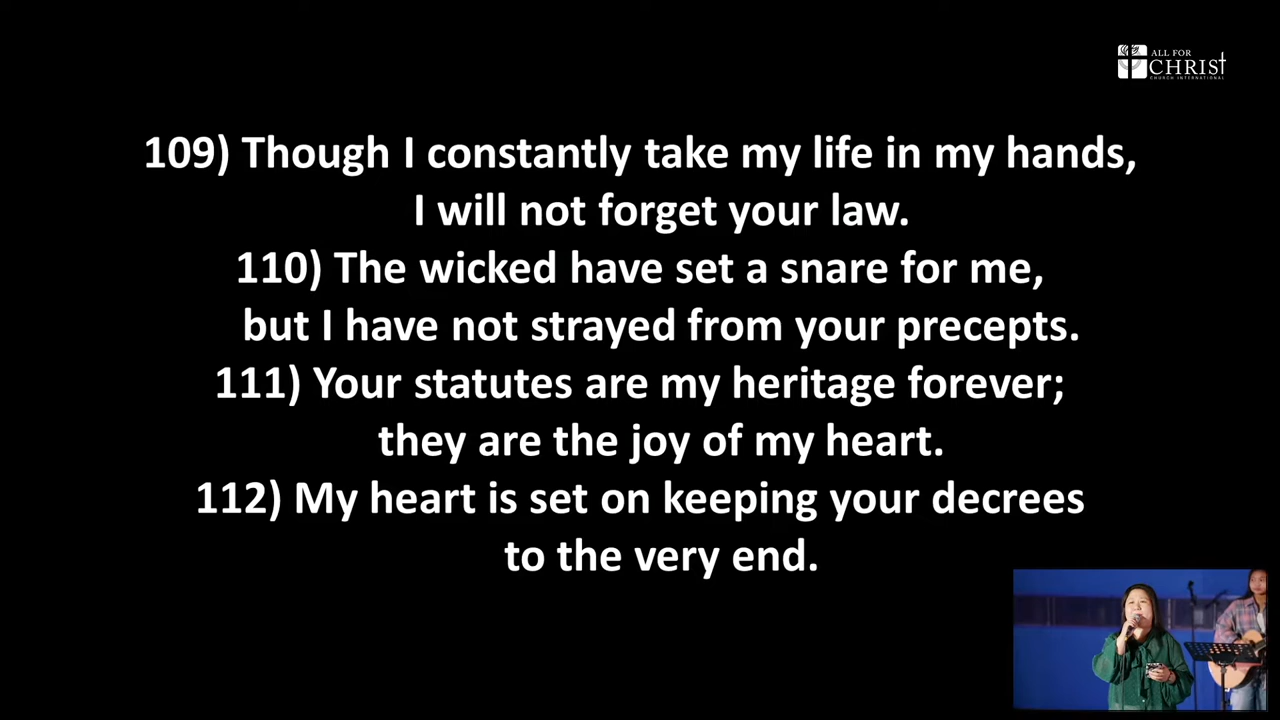 ALL FOR
CHRIST
CHURCH INTERNATIONAL
109) Though I constantly take my life in my hands,
I will not forget your law.
110) The wicked have set a snare for me,
but I have not strayed from your precepts.
111) Your statutes are my heritage forever;
they are the joy of my heart.
112) My heart is set on keeping your decrees
to the very end.